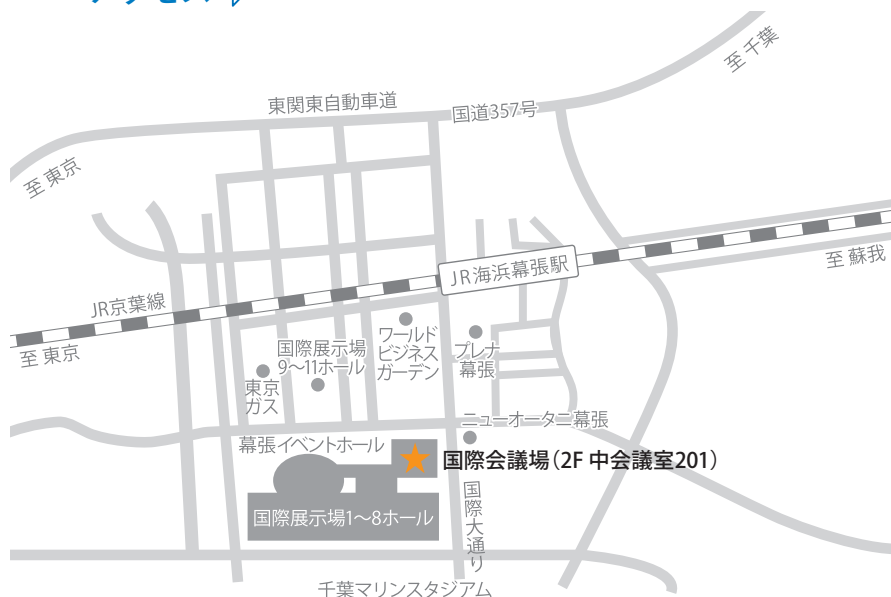 至 千葉
東関東自動車道
国道357号
至 東京
JR海浜幕張駅
至 蘇我
JR京葉線
至 東京
国際展示場
9〜11ホール
ワールド
ビジネス
ガーデン
プレナ
幕張
東京
ガス
ニューオータニ幕張
幕張イベントホール
国際会議場（2F 中会議室201）
国際展示場1〜8ホール
国際大通り
千葉マリンスタジアム